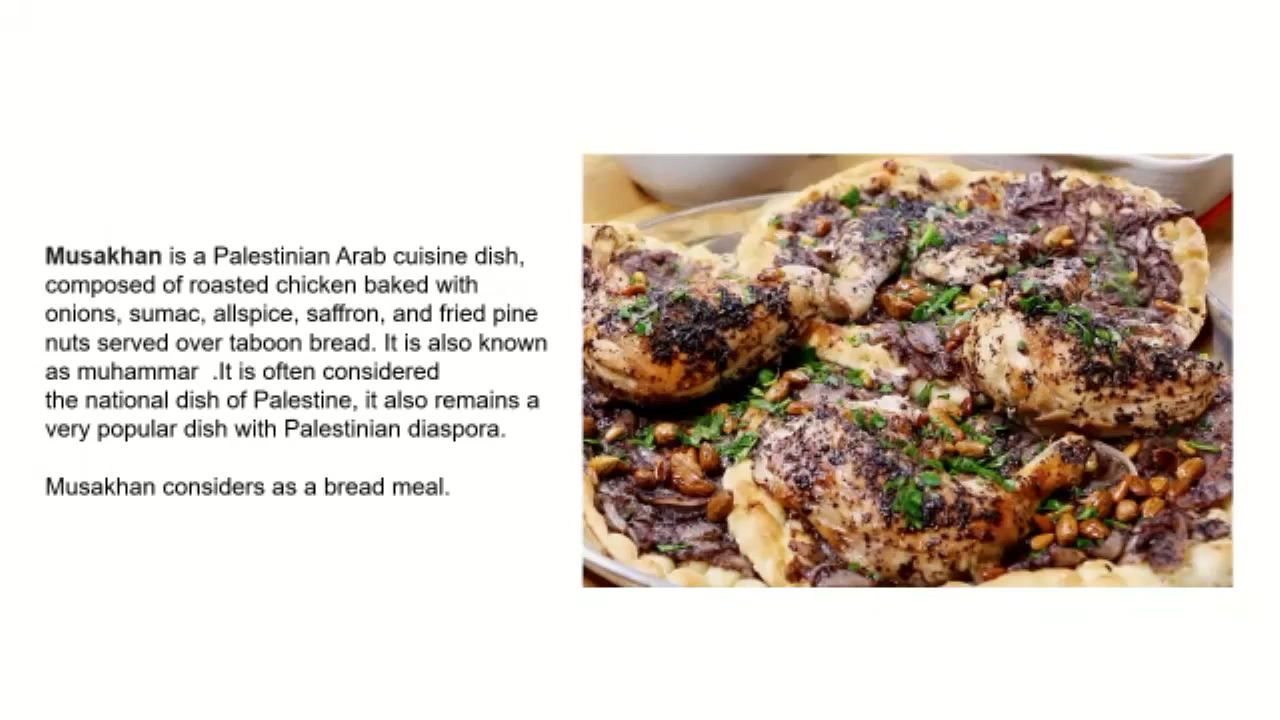 Musakhan is a Palestinian Arab cuisine dish,
composed of roasted chicken baked with
onions, sumac, allspice, saffron, and fried pine
nuts served over taboon bread. It is also known
as muhammar  .It is often considered
the national dish of Palestine, it also remains a
very popular dish with Palestinian diaspora.
Musakhan considers as a bread meal.